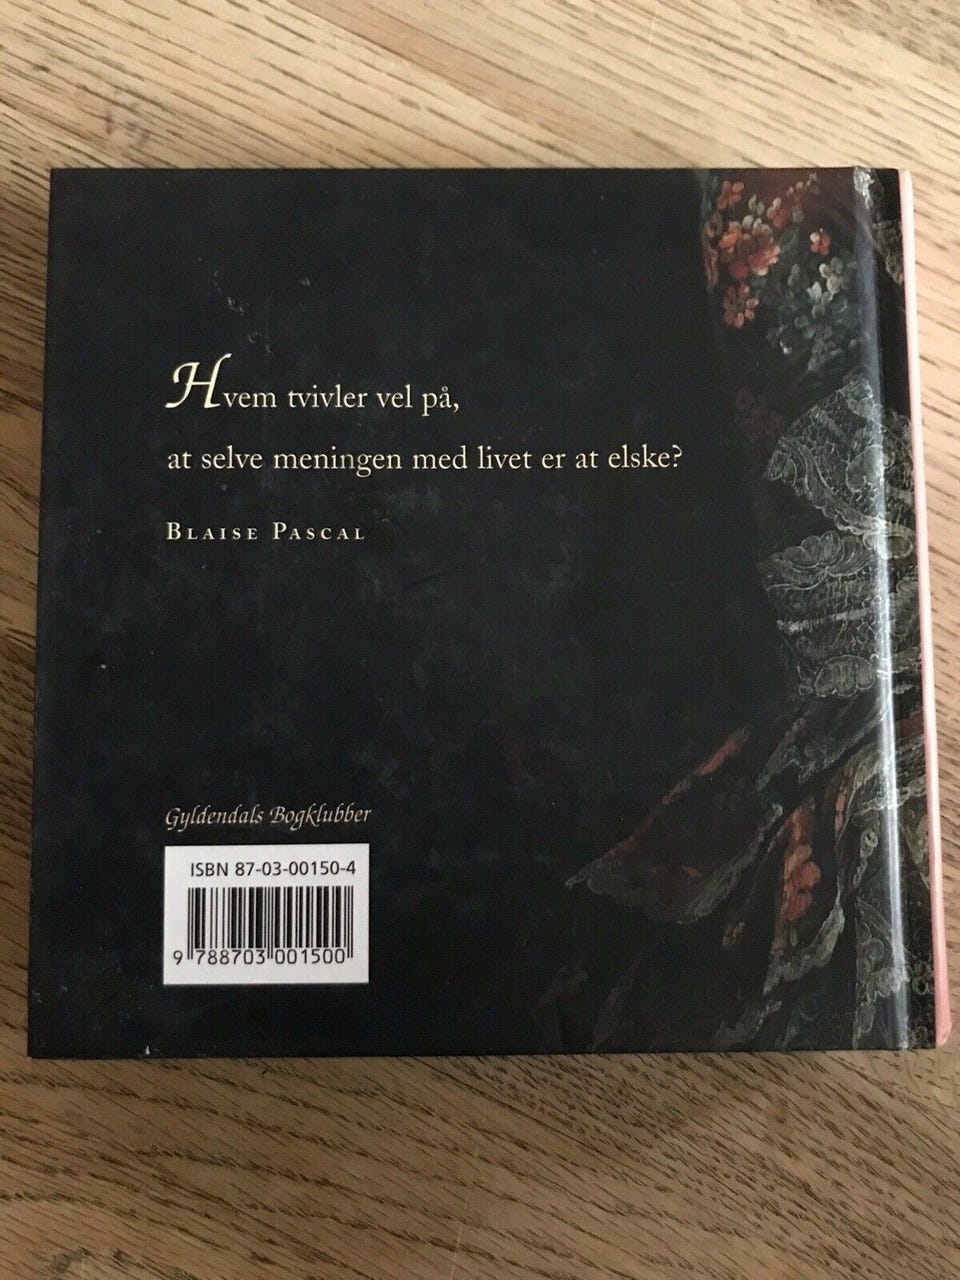 Hvem tvivler vel på,
at selve meningen med livet er at elske?
BLAISE PASCAL
Gyldendals Bogklubber
ISBN 87-03-00150-4
9 788703 001500